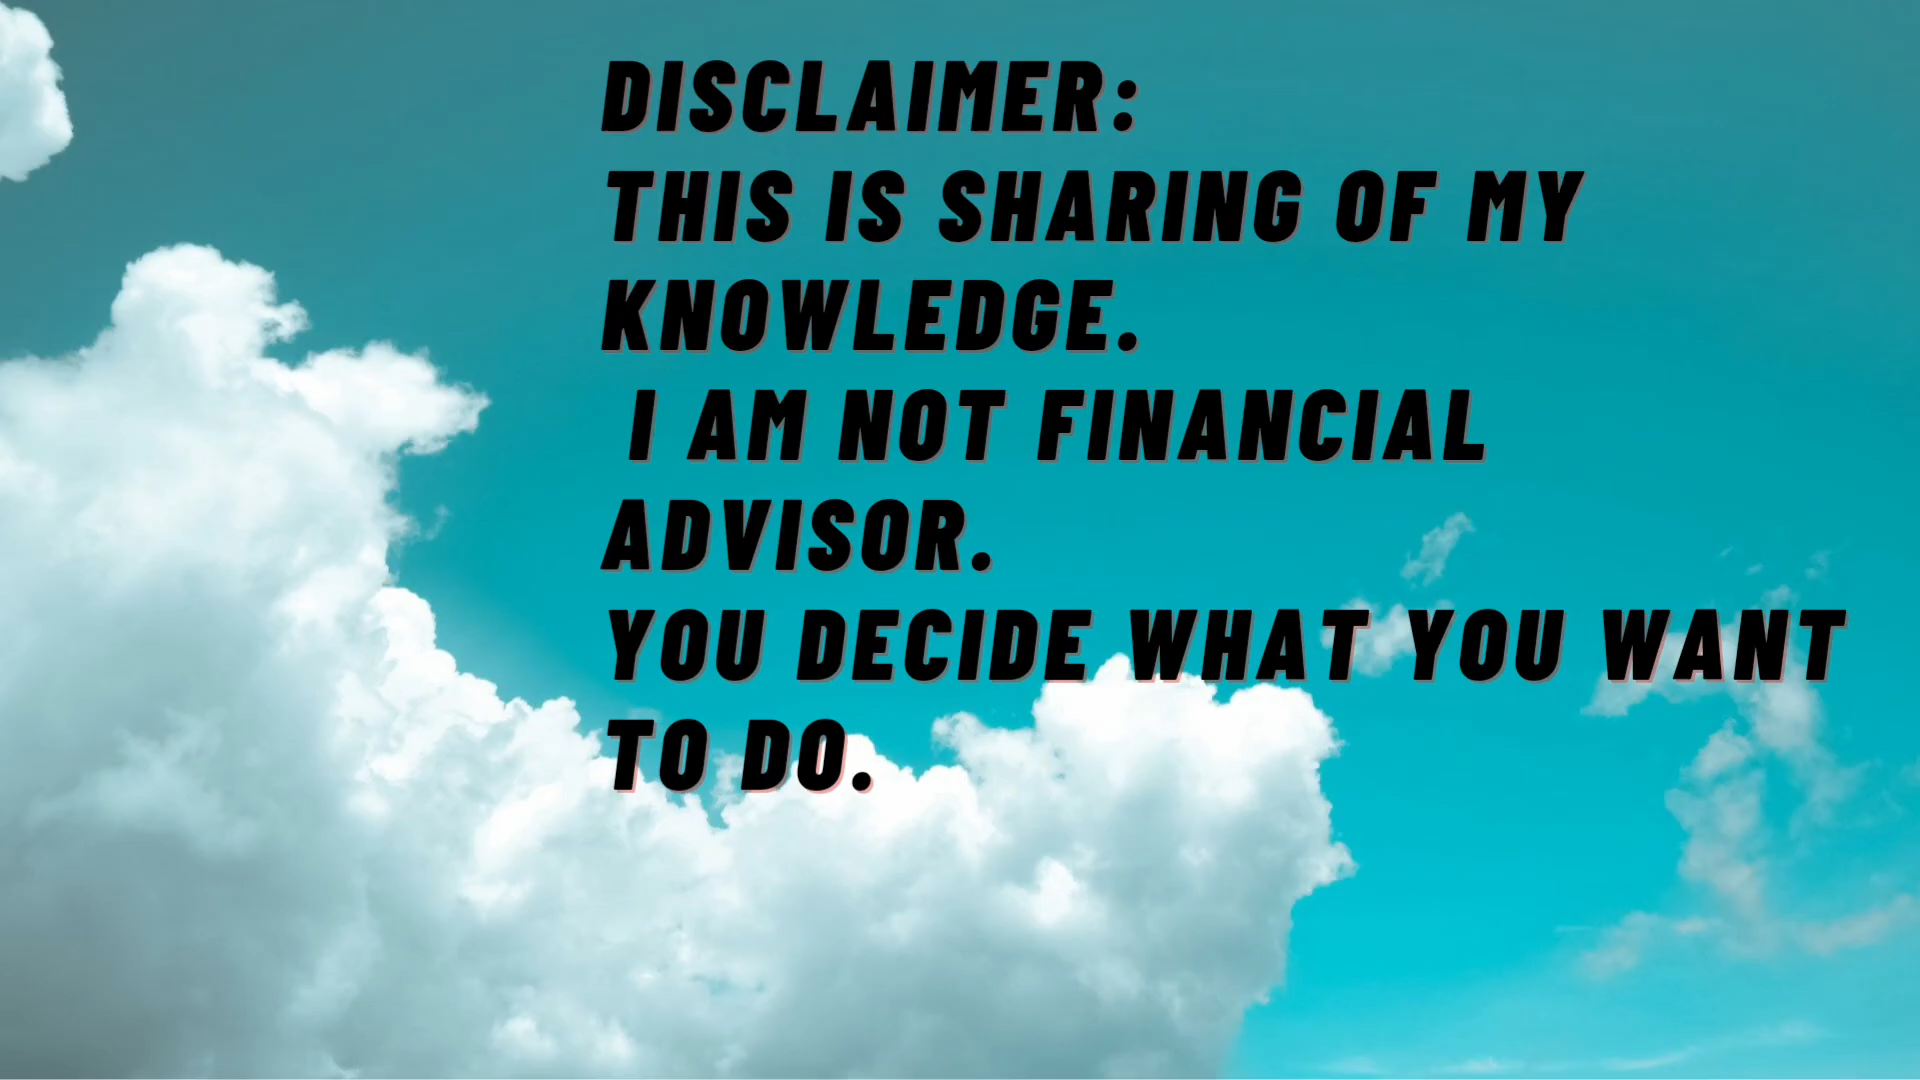 DISCLAIMER:
THIS IS SHARING OF MY
KNOWLEDGE.
I AM NOT FINANCIAL
ADVISOR.
YOU DECIDE WHAT YOU WANT
TO DO.